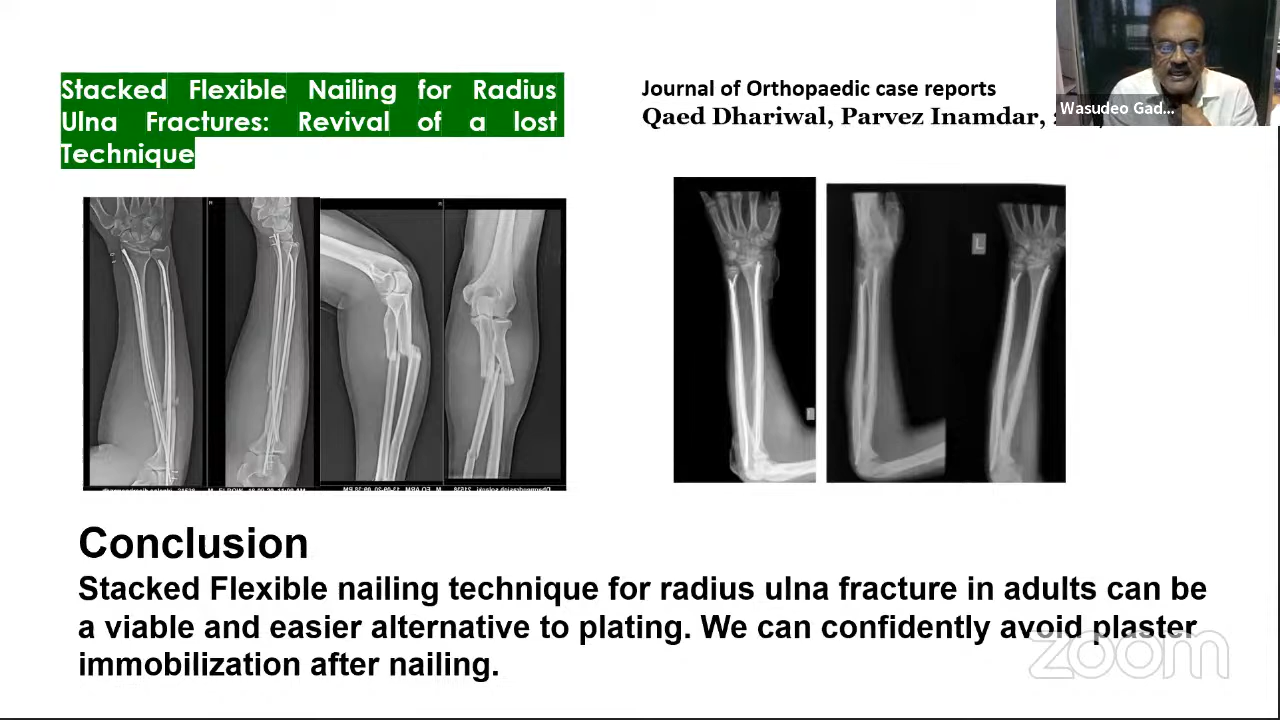 Stacked Flexible Nailing for Radius
Ulna Fractures: Revival of a lost
Technique
Journal of Orthopaedic case reports
Qaed Dhariwal, Parvez Inamdar,
Wasudeo Gad...
L
Conclusion
Stacked Flexible nailing technique for radius ulna fracture in adults can be
a viable and easier alternative to plating. We can confidently avoid plaster
immobilization after nailing.
zoom